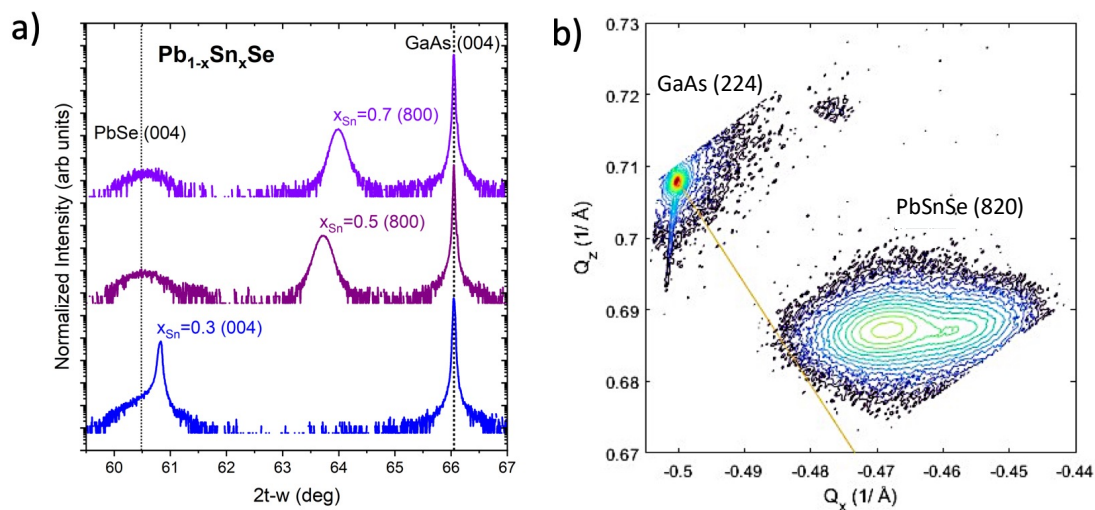 a)
Pb1-xSnxSe
GaAs (004)
PbSe (004)
xSn=0.7 (800)
xSn=0.5 (800)
xSn=0.3 (004)
Normalized Intensity (arb units)
60 61 62 63 64 65 66 67
2t-w (deg)
b)
0.73
0.72
0.71
0.7
0.69
0.68
0.67
Qz (1/ Å)
GaAs (224)
PbSnSe (820)
-0.5 -0.49 -0.48 -0.47 -0.46 -0.45 -0.44
Qx (1/ Å)